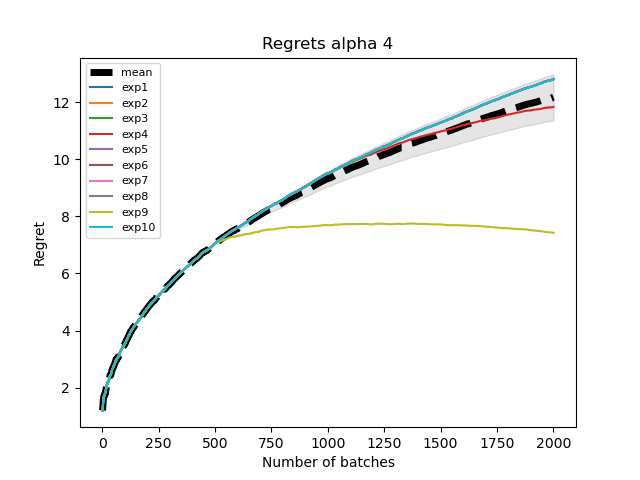 Regrets alpha 4
mean
exp1
exp2
exp3
exp4
exp5
exp6
exp7
exp8
exp9
exp10
Regret
12
10
8
6
4
2
0 250 500 750 1000 1250 1500 1750 2000
Number of batches